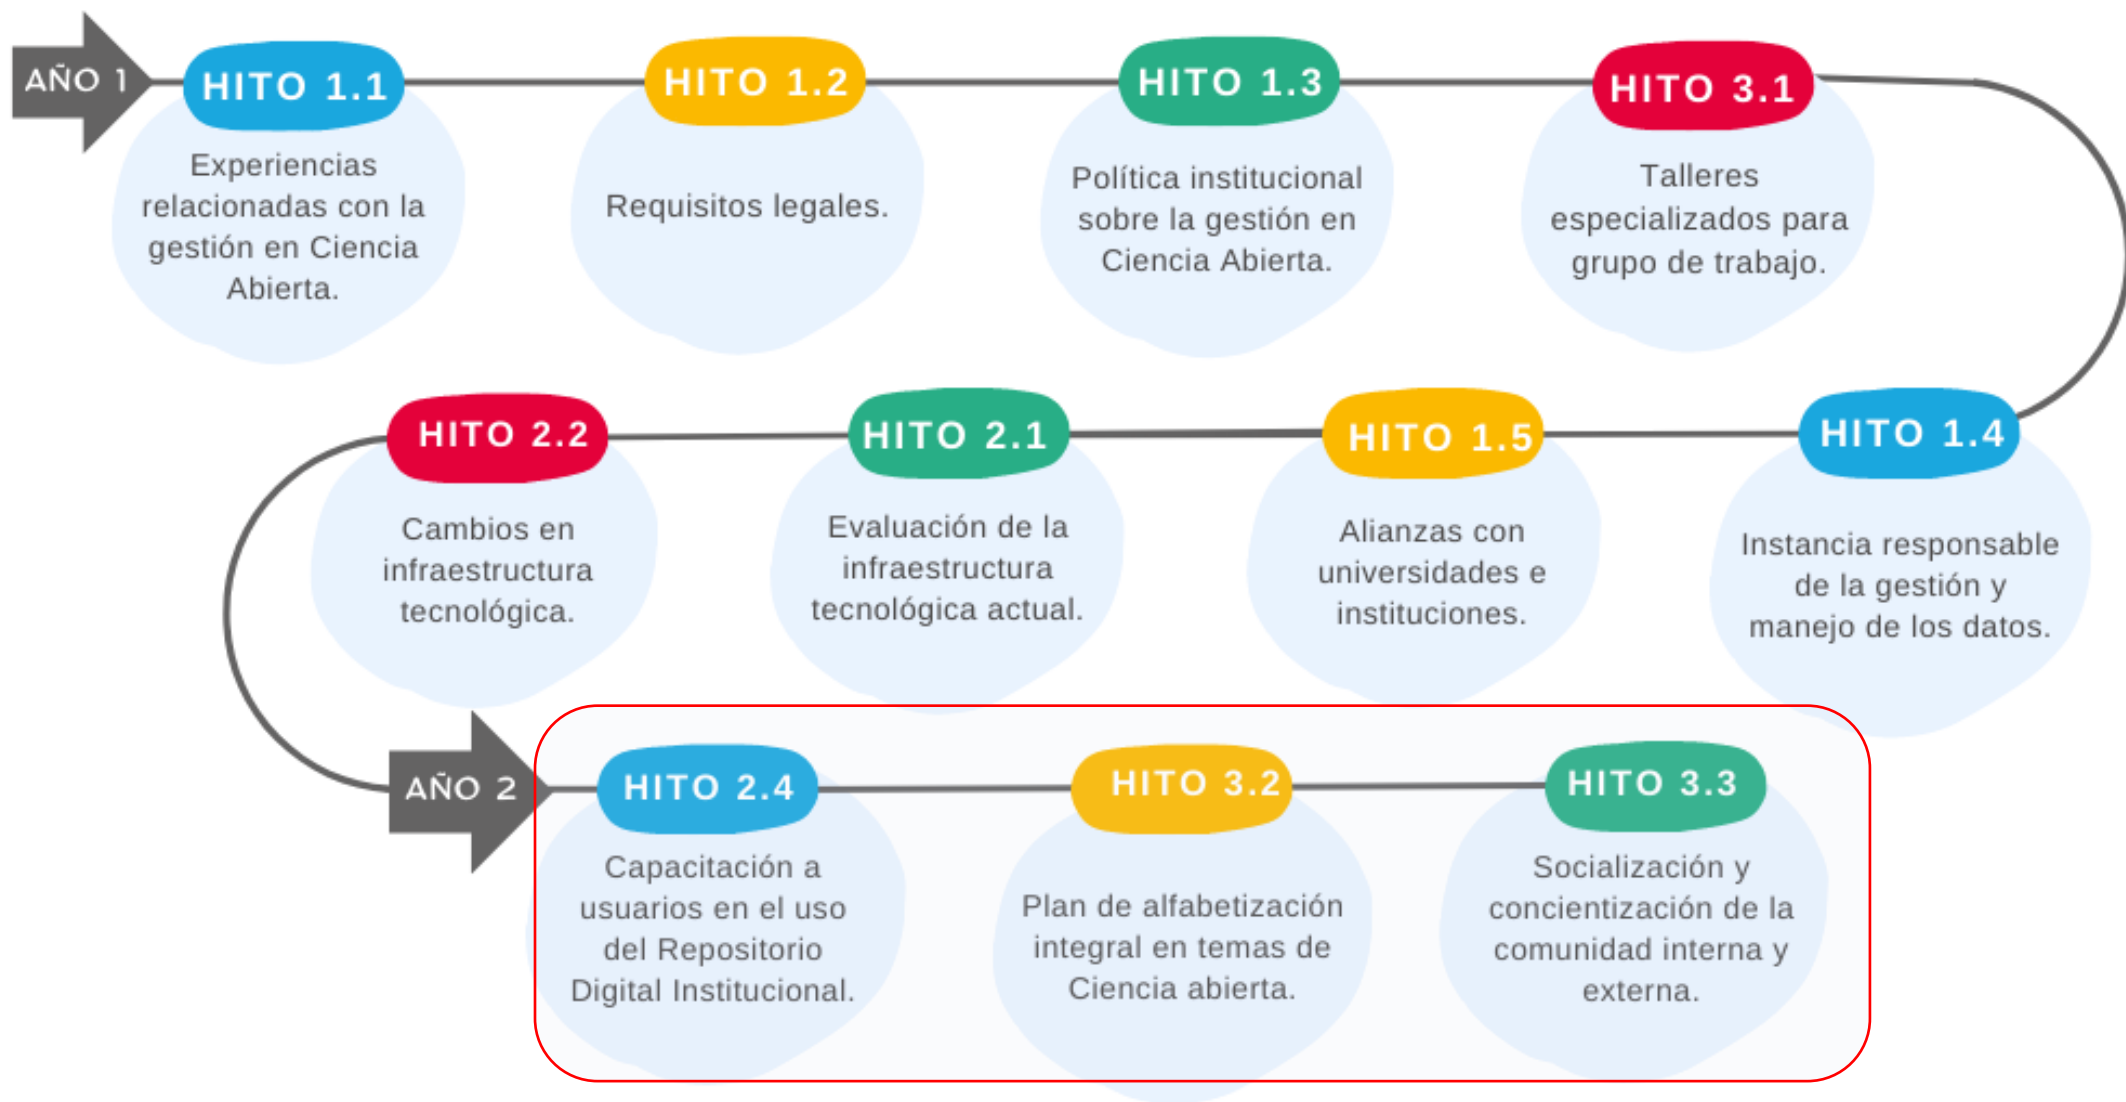 AÑO 1
HITO 1.1
Experiencias
relacionadas con la
gestión en Ciencia
Abierta.
HITO 1.2
Requisitos legales.
HITO 1.3
Política institucional
sobre la gestión en
Ciencia Abierta.
HITO 3.1
Talleres
especializados para
grupo de trabajo.
HITO 1.4
Instancia responsable
de la gestión y
manejo de los datos.
HITO 1.5
Alianzas con
universidades e
instituciones.
HITO 2.1
Evaluación de la
infraestructura
tecnológica actual.
HITO 2.2
Cambios en
infraestructura
tecnológica.
AÑO 2
HITO 2.4
Capacitación a
usuarios en el uso
del Repositorio
Digital Institucional.
HITO 3.2
Plan de alfabetización
integral en temas de
Ciencia abierta.
HITO 3.3
Socialización y
concientización de la
comunidad interna y
externa.